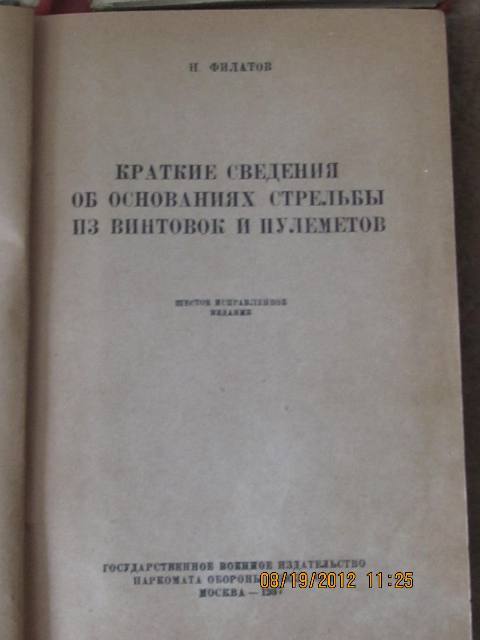 Н. ФИЛАТОВ
КРАТКИЕ СВЕДЕНИЯ
ОБ ОСНОВАНИЯХ СТРЕЛЬБЫ
ИЗ ВИНТОВОК И ПУЛЕМЕТОВ
ШЕСТОЕ ИСПРАВЛЕННОЕ
ИЗДАНИЕ
ГОСУДАРСТВЕННОЕ ВОЕННОЕ ИЗДАТЕЛЬСТВО
НАРКОМАТА ОБОРОНЫ
МОСКВА —
08/19/2012 11:25